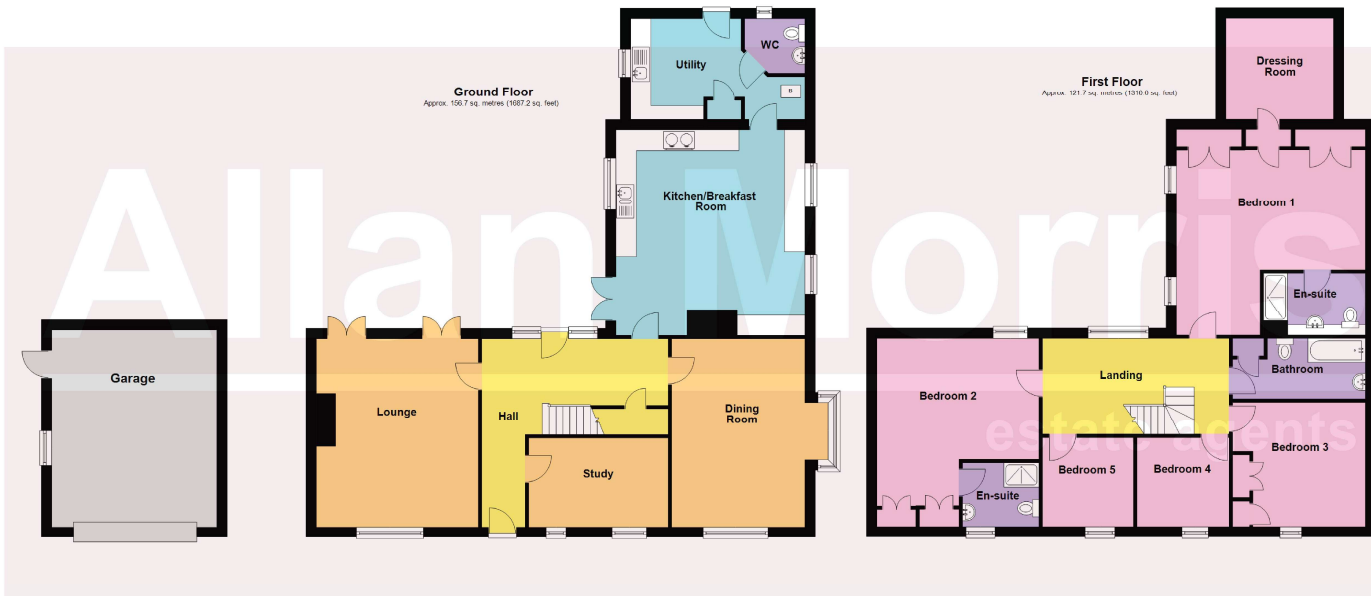 Ground Floor
Approx. 156.7 sq. metres (1687.2 sq. feet)
Utility
WC
B
Kitchen/Breakfast
Room
Garage
Lounge
Hall
Dining
Room
Study
First Floor
Approx. 121.7 sq. metres (1310.0 sq. feet)
Dressing
Room
Bedroom 1
En-suite
Bathroom
Landing
Bedroom 2
Bedroom 3
Bedroom 5
Bedroom 4
En-suite
Allan Morris
estate agents